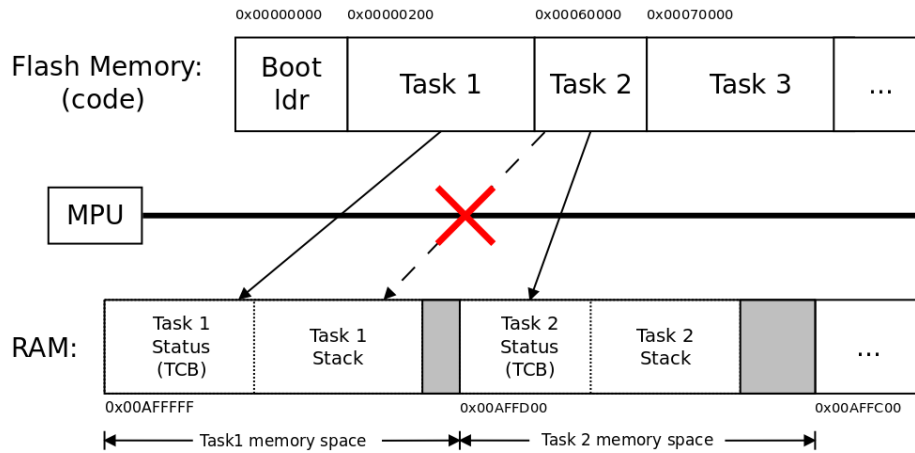 0x00000000
0x00000200
0x00060000
0x00070000
Flash Memory:
(code)
Boot
ldr
Task 1
Task 2
Task 3
...
MPU
RAM:
Task 1
Status
(TCB)
Task 1
Stack
Task 2
Status
(TCB)
Task 2
Stack
...
0x00AFFFFF
0x00AFFD00
0x00AFFC00
Task1 memory space
Task 2 memory space